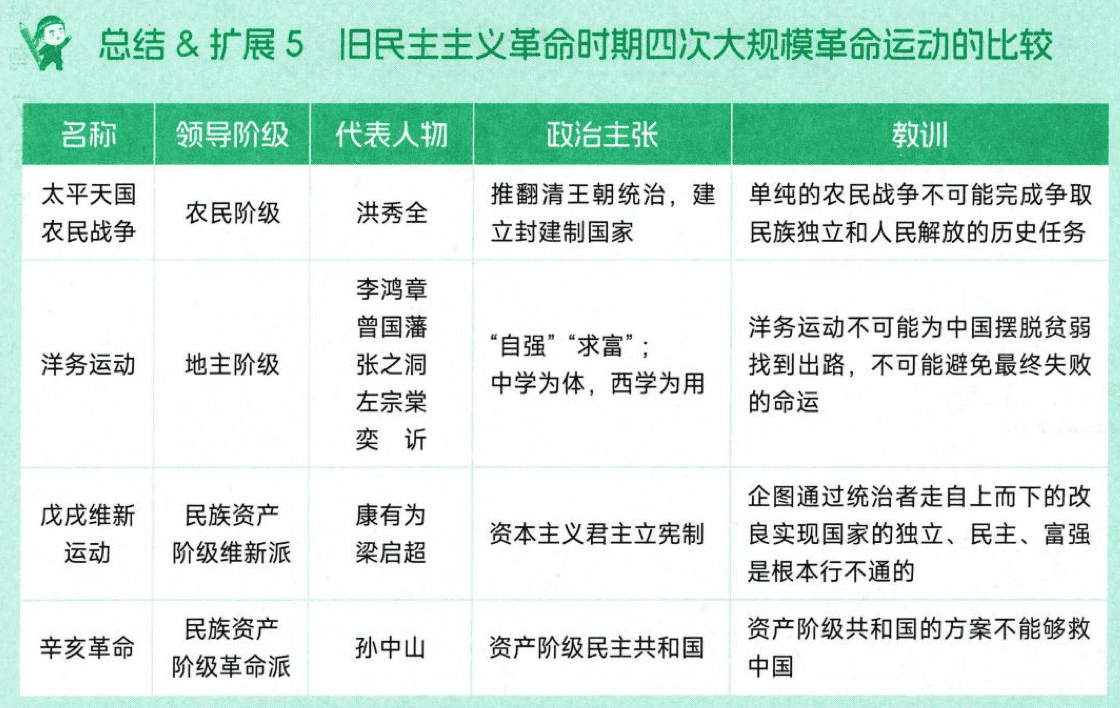 总结 & 扩展 5 旧民主主义革命时期四次大规模革命运动的比较
名称 领导阶级 代表人物 政治主张 教训
太平天国
农民战争
农民阶级
洪秀全
推翻清王朝统治，建
立封建制国家
单纯的农民战争不可能完成争取
民族独立和人民解放的历史任务
洋务运动
地主阶级
李鸿章
曾国藩
张之洞
左宗棠
奕 䜣
“自强”“求富”；
中学为体，西学为用
洋务运动不可能为中国摆脱贫弱
找到出路，不可能避免最终失败
的命运
戊戌维新
运动
民族资产
阶级维新派
康有为
梁启超
资本主义君主立宪制
企图通过统治者走自上而下的改
良实现国家的独立、民主、富强
是根本行不通的
辛亥革命
民族资产
阶级革命派
孙中山
资产阶级民主共和国
资产阶级共和国的方案不能够救
中国